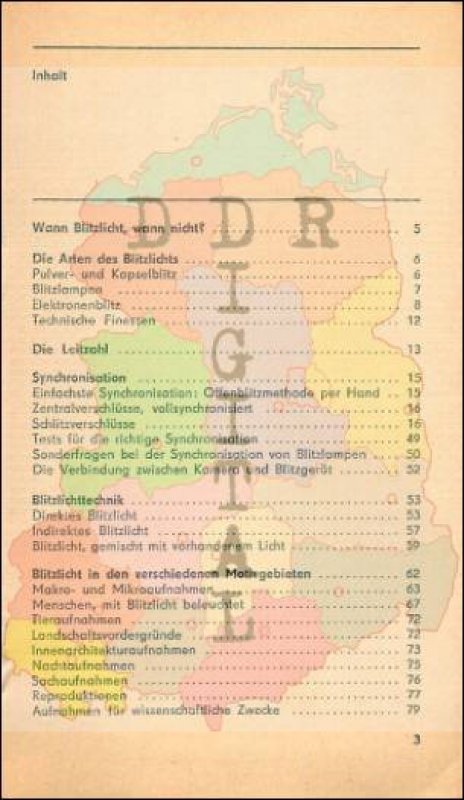 Inhalt
DDR
DIGITAL
Wann Blitzlicht, wann nicht? 5
Die Arten des Blitzlichts 6
Pulver- und Kapselblitz 6
Blitzlampen 7
Elektronenblitz 8
Technische Finessen 12
Die Leitzahl 13
Synchronisation 15
Einfachste Synchronisation: Offenblitzmethode per Hand 15
Zentralverschlüsse, vollsynchronisiert 16
Schlitzverschlüsse 16
Tests für die richtige Synchronisation 49
Sonderfragen bei der Synchronisation von Blitzlampen 50
Die Verbindung zwischen Kamera und Blitzgerät 52
Blitzlichttechnik 53
Direktes Blitzlicht 53
Indirektes Blitzlicht 57
Blitzlicht, gemischt mit vorhandenem Licht 59
Blitzlicht in den verschiedenen Motivgebieten 62
Makro- und Mikroaufnahmen 63
Menschen, mit Blitzlicht beleuchtet 67
Tieraufnahmen 72
Landschaftsvordergründe 72
Innenarchitekturaufnahmen 73
Nachtaufnahmen 75
Sachaufnahmen 76
Reproduktionen 77
Aufnahmen für wissenschaftliche Zwecke 79
3